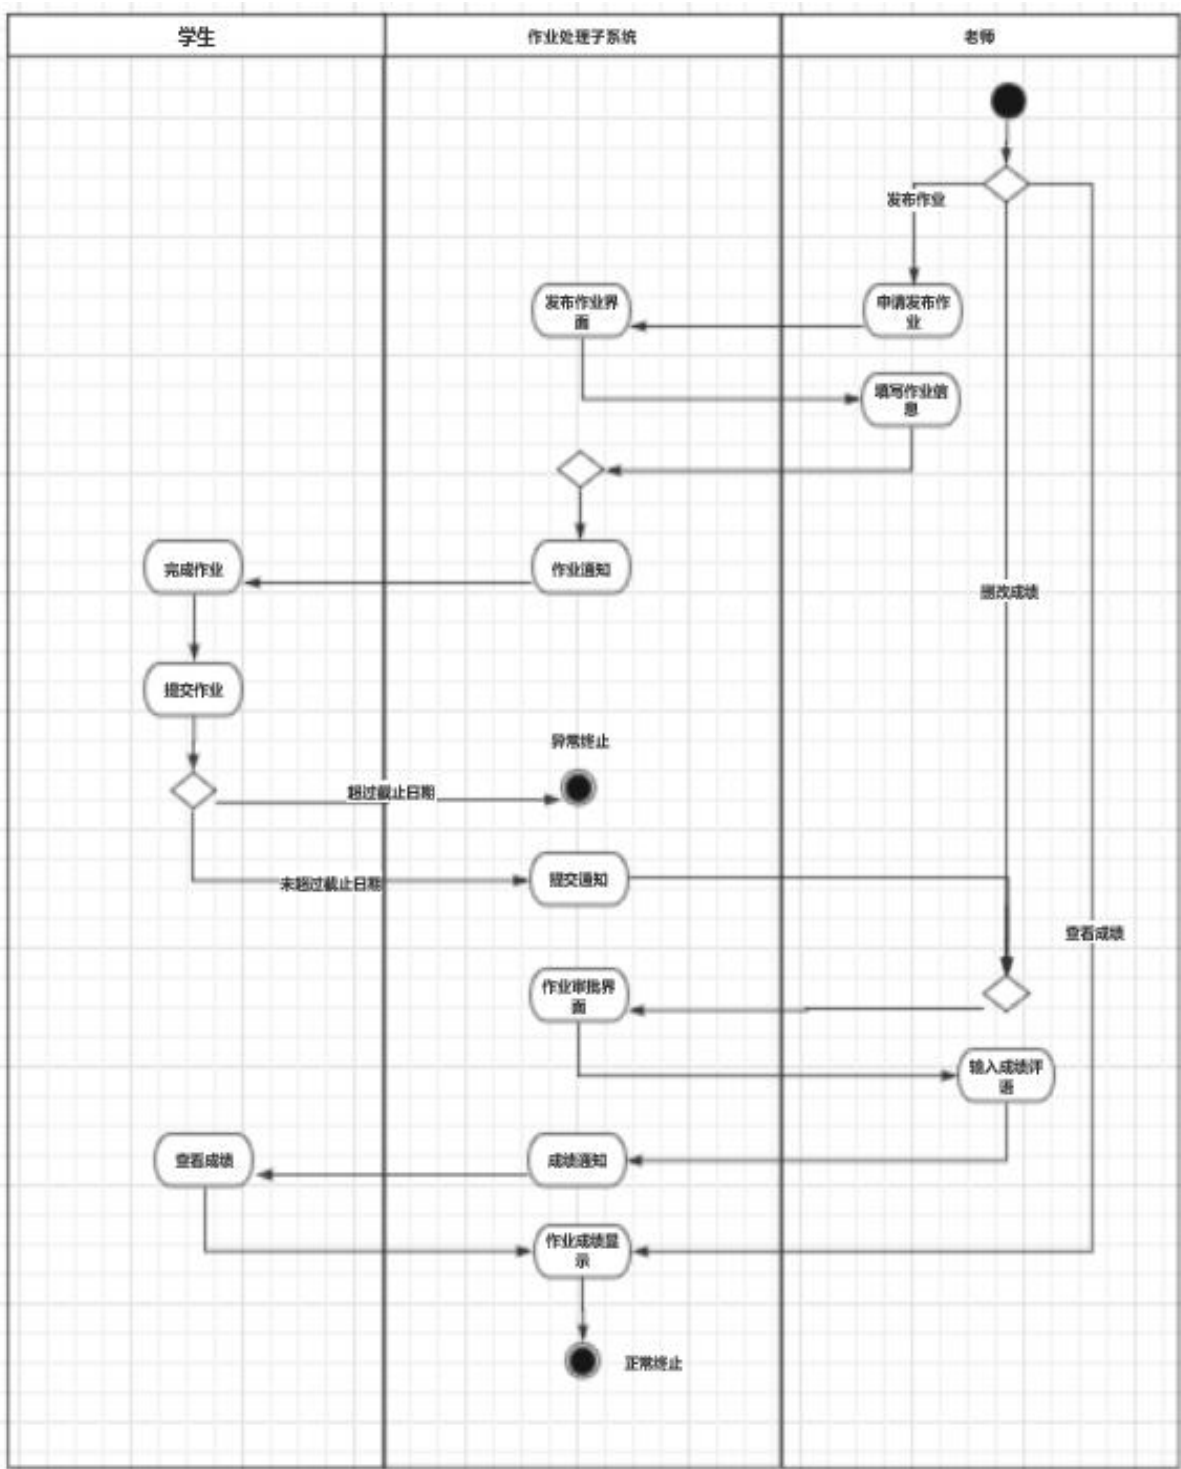 学生
作业处理子系统
老师
发布作业
发布作业界
面
申请发布作
业
填写作业信
息
完成作业
作业通知
删改成绩
提交作业
异常终止
超过截止日期
未超过截止日期
提交通知
查看成绩
作业审批界
面
输入成绩评
语
查看成绩
成绩通知
作业成绩显
示
正常终止